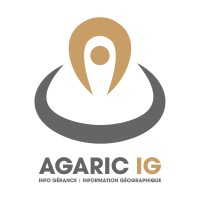 AGARIC IG
INFO GÉRANCE | INFORMATION GÉOGRAPHIQUE